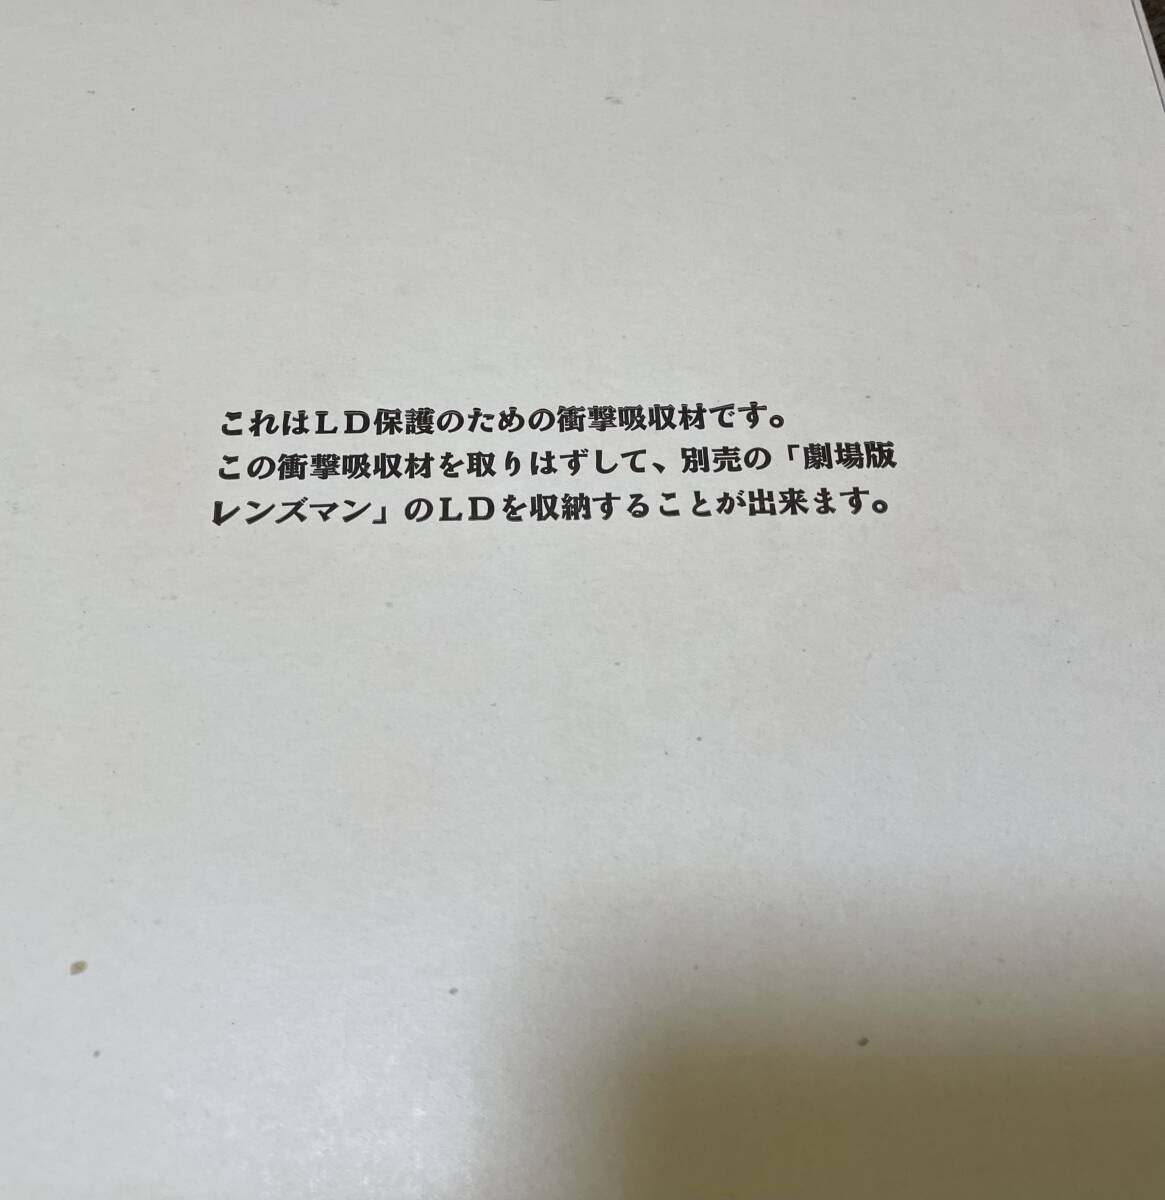 これはＬＤ保護のための衝撃吸収材です。
この衝撃吸収材を取りはずして、別売の「劇場版
レンズマン」のＬＤを収納することが出来ます。